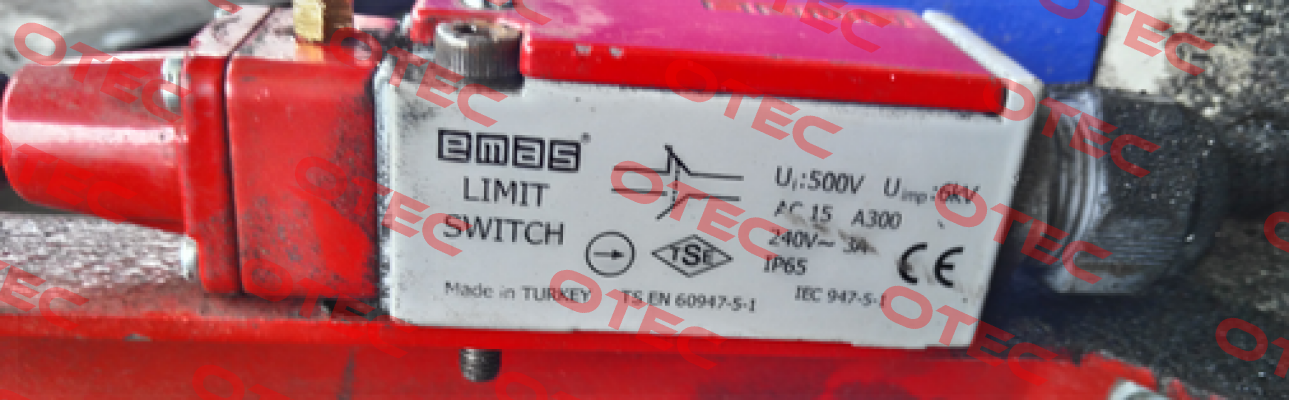 emas®
LIMIT
SWITCH
Ui:500V Uimp:6kV
AC 15 A300
240V~ 3A
IP65
TSE
CE
Made in TURKEY TS EN 60947-5-1 IEC 947-5-1
OTEC